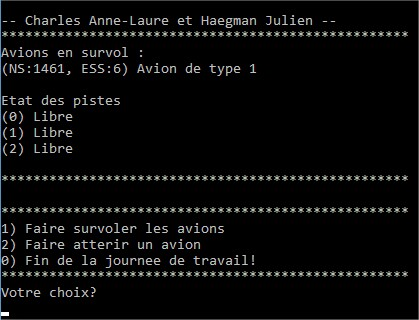 -- Charles Anne-Laure et Haegman Julien --
***************************************************
Avions en survol :
(NS:1461, ESS:6) Avion de type 1
Etat des pistes
(0) Libre
(1) Libre
(2) Libre
***************************************************
***************************************************
1) Faire survoler les avions
2) Faire atterir un avion
0) Fin de la journee de travail!
***************************************************
Votre choix?